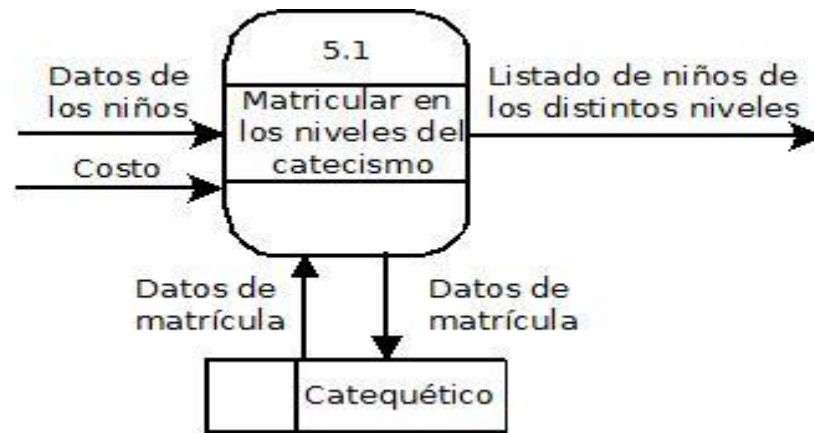 5.1
Datos de
los niños
Matricular en
los niveles del
catecismo
Listado de niños de
los distintos niveles
Costo
Datos de
matrícula
Datos de
matrícula
Catequético